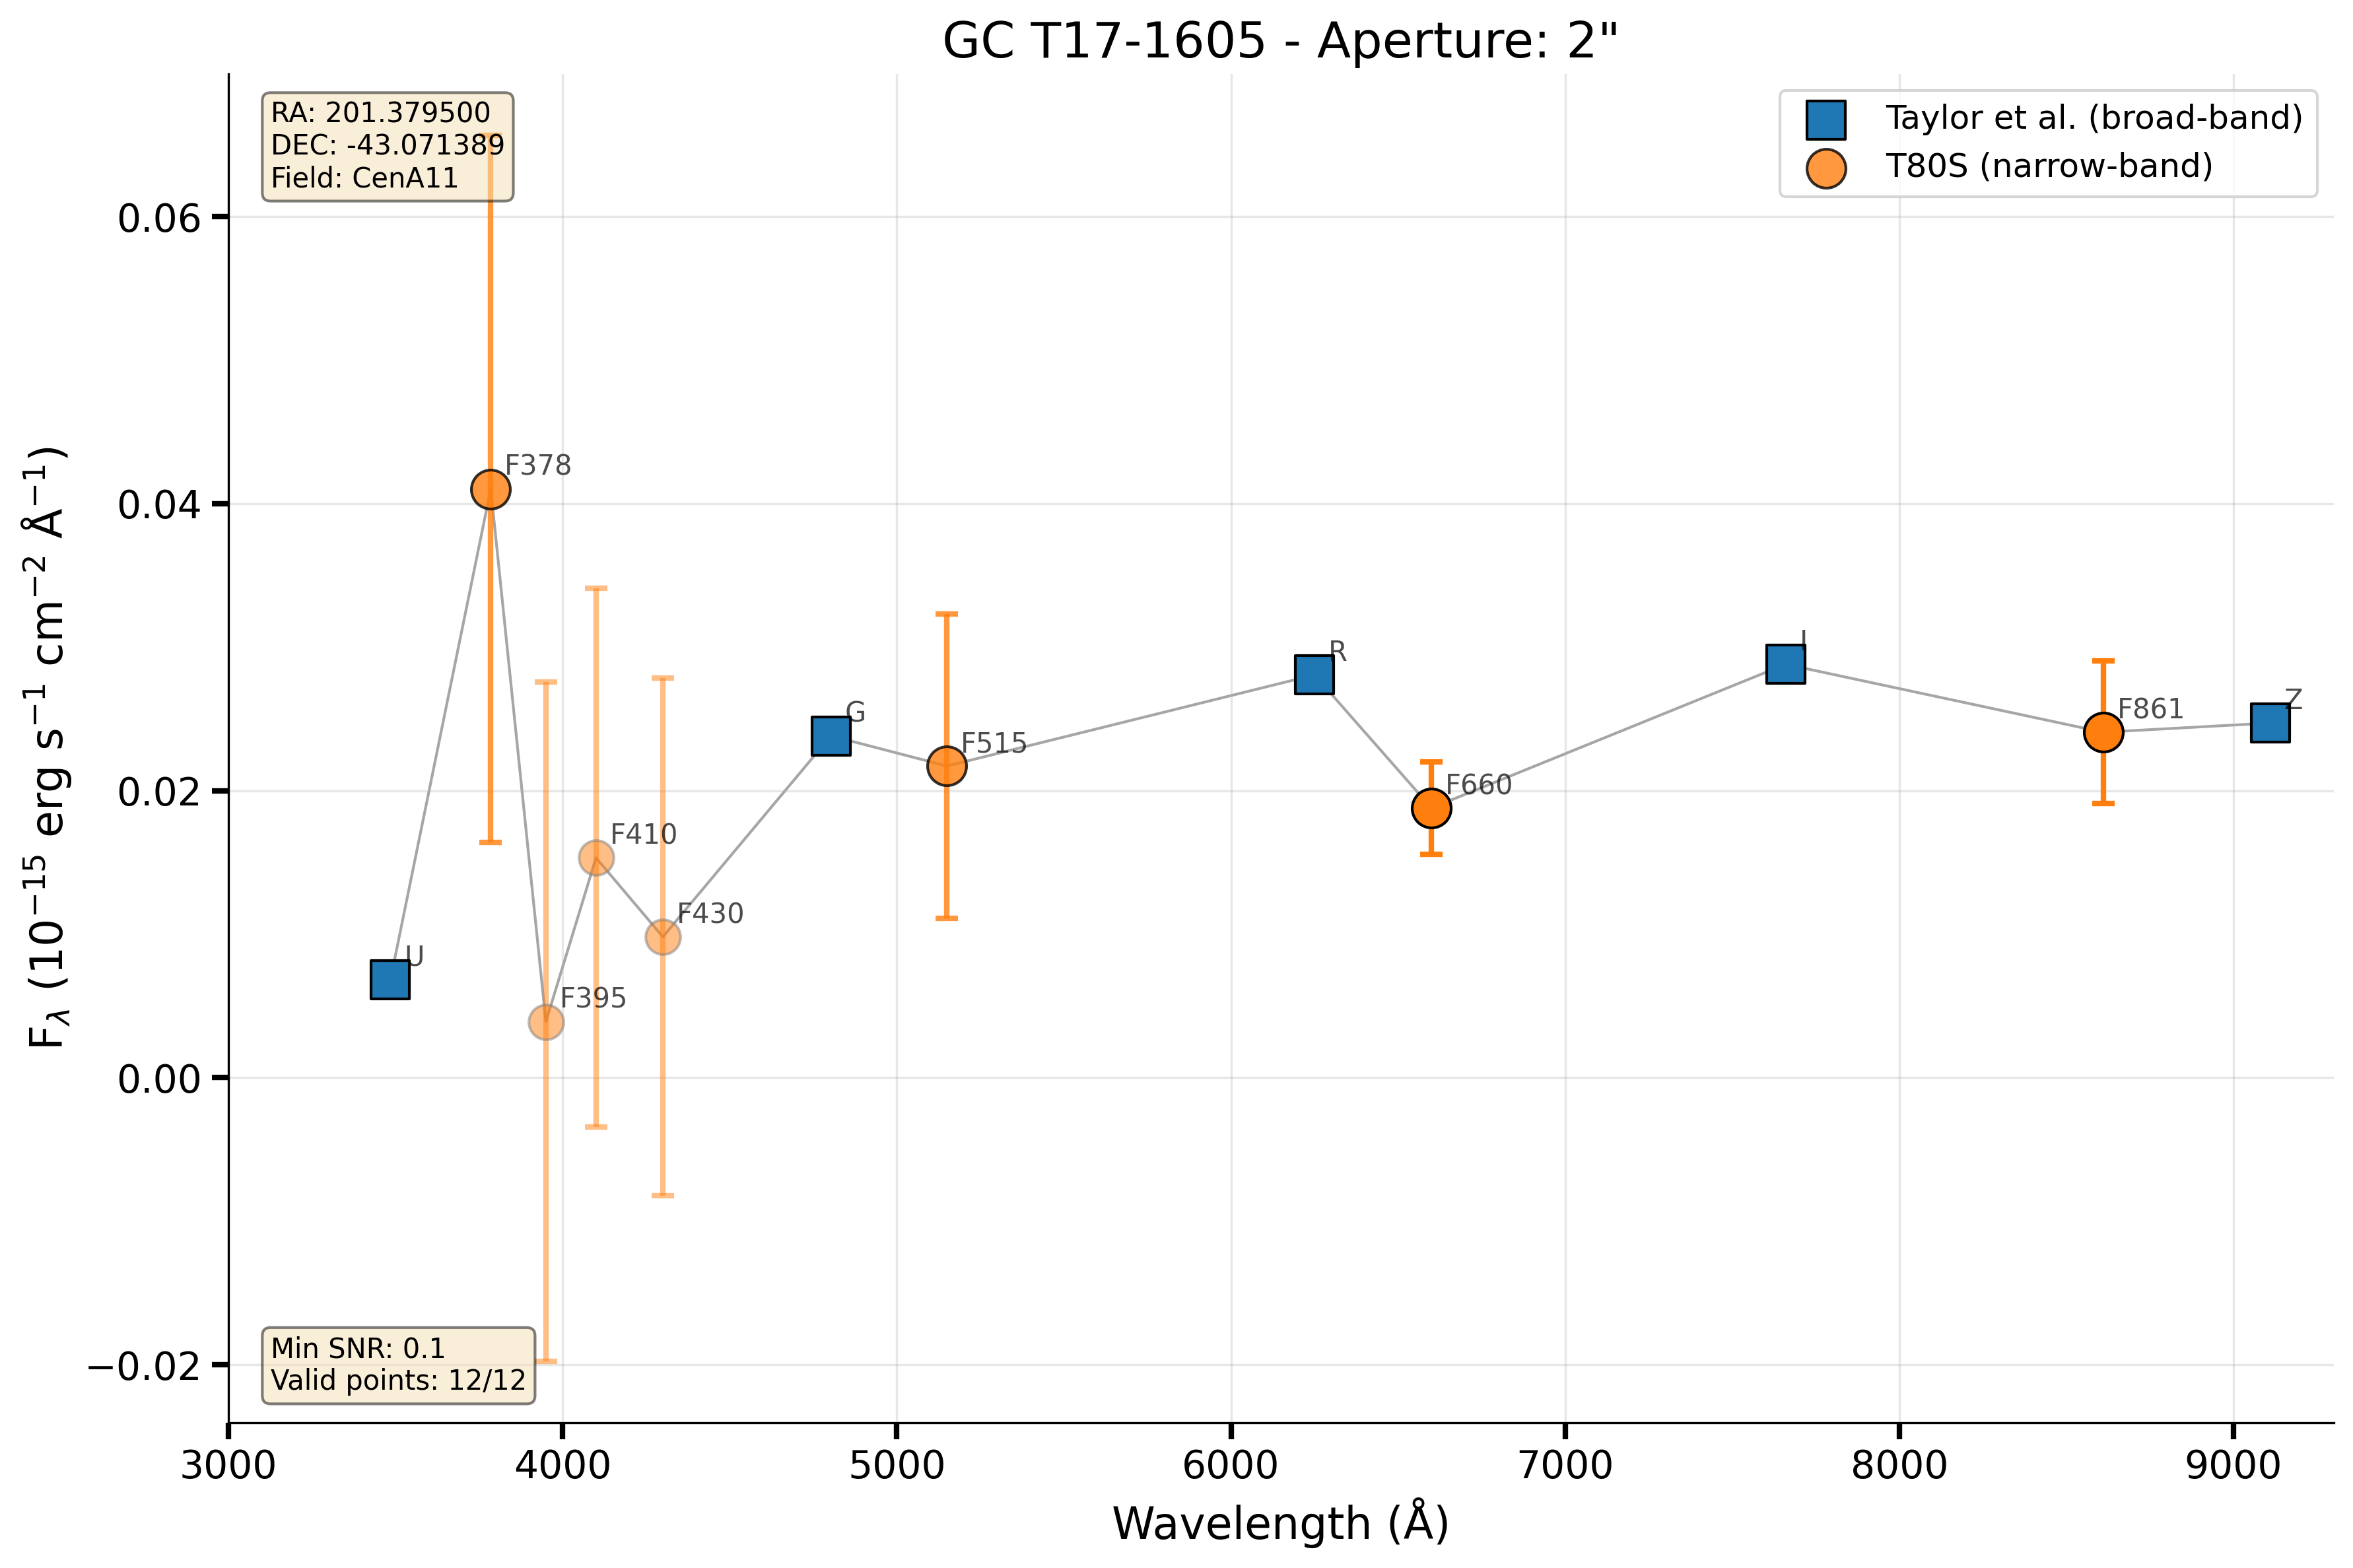 GC T17-1605 - Aperture: 2"
RA: 201.379500
DEC: -43.071389
Field: CenA11
Taylor et al. (broad-band)
T80S (narrow-band)
0.06
0.04
0.02
0.00
−0.02
F378
F410
F430
F395
U
G
F515
R
F660
I
F861
Z
Min SNR: 0.1
Valid points: 12/12
3000
4000
5000
6000
7000
8000
9000
Wavelength (Å)
Fλ (10⁻¹⁵ erg s⁻¹ cm⁻² Å⁻¹)